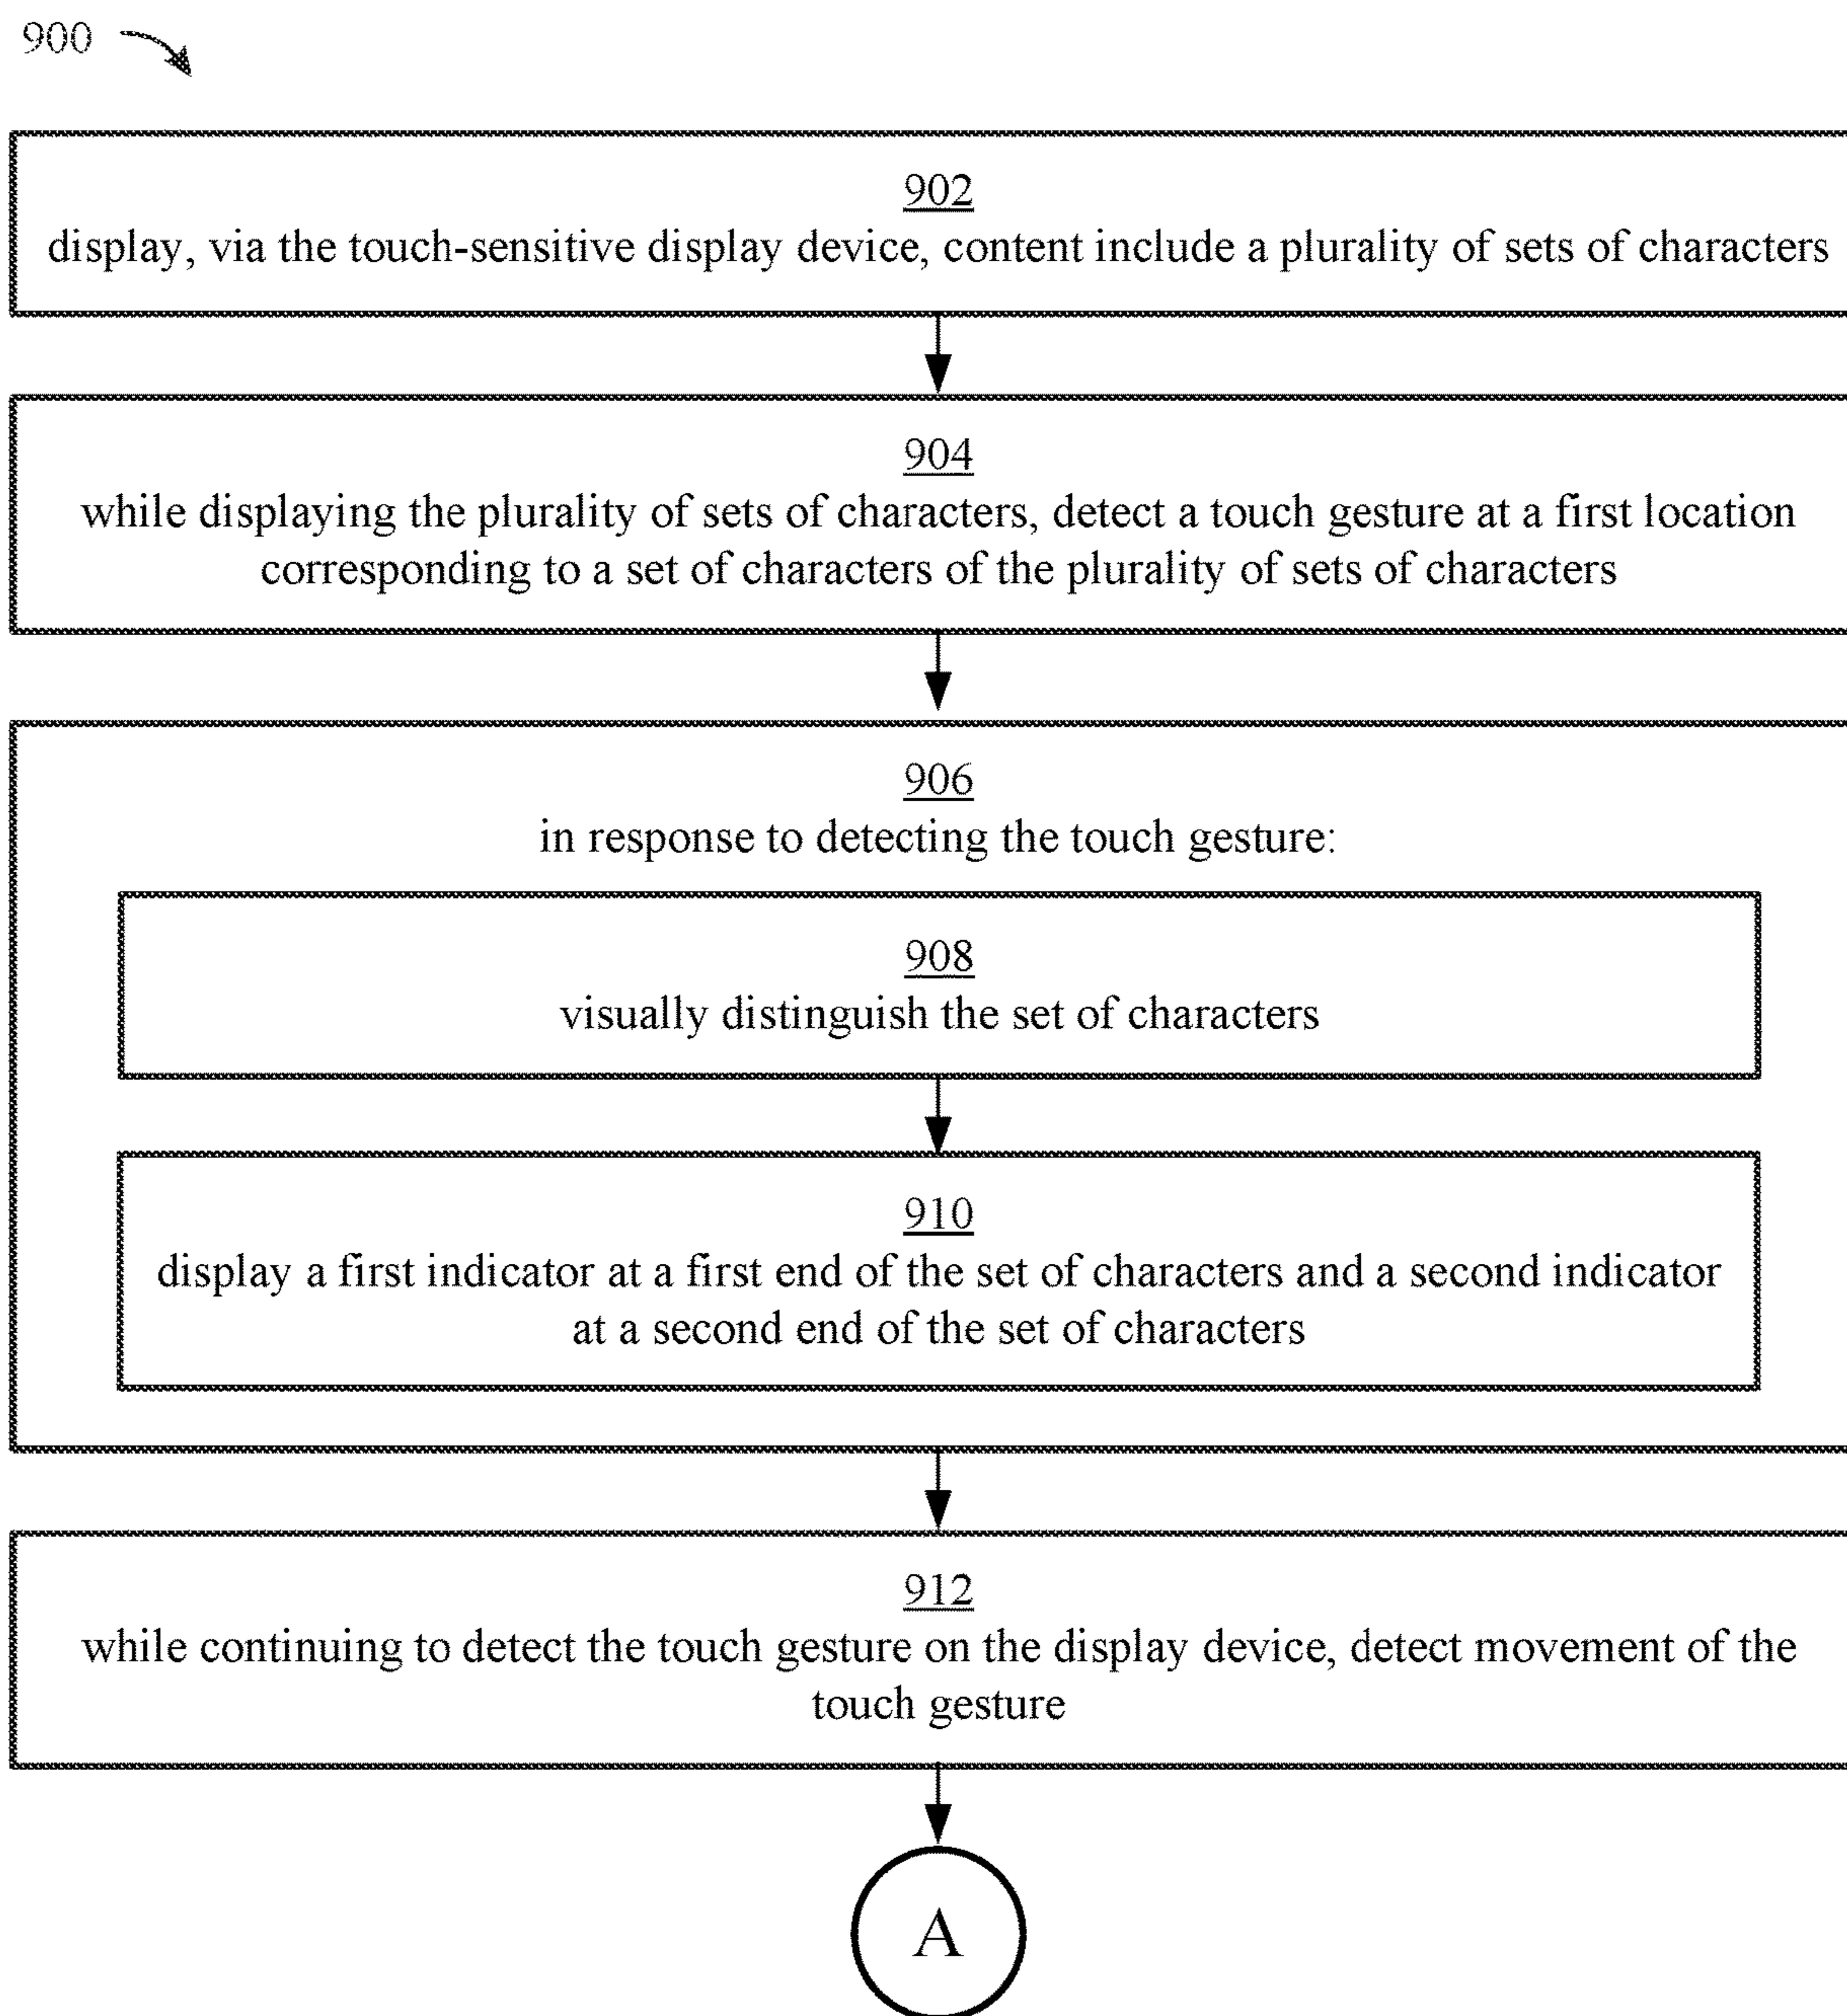 900
902
display, via the touch-sensitive display device, content include a plurality of sets of characters
904
while displaying the plurality of sets of characters, detect a touch gesture at a first location
corresponding to a set of characters of the plurality of sets of characters
906
in response to detecting the touch gesture:
908
visually distinguish the set of characters
910
display a first indicator at a first end of the set of characters and a second indicator
at a second end of the set of characters
912
while continuing to detect the touch gesture on the display device, detect movement of the
touch gesture
A